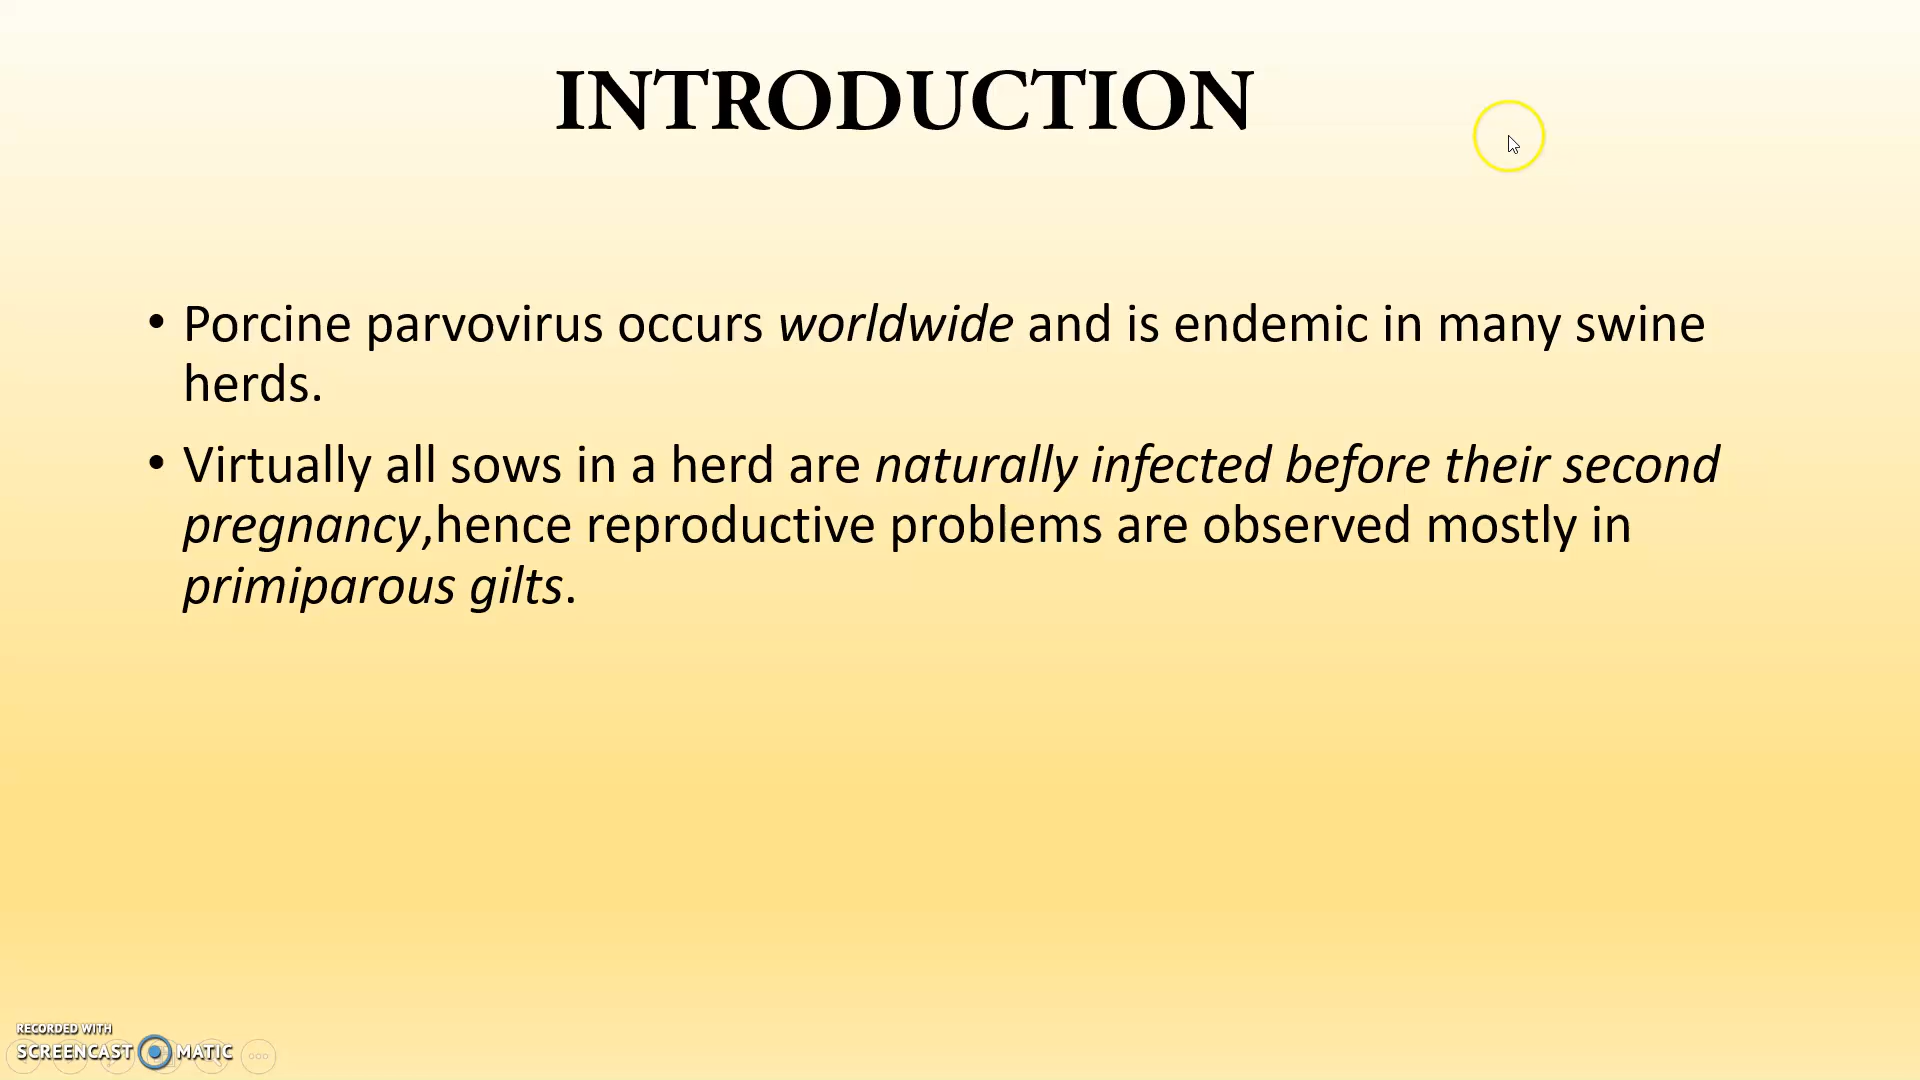 INTRODUCTION
• Porcine parvovirus occurs worldwide and is endemic in many swine
herds.
• Virtually all sows in a herd are naturally infected before their second
pregnancy,hence reproductive problems are observed mostly in
primiparous gilts.
RECORDED WITH
SCREENCAST MATIC